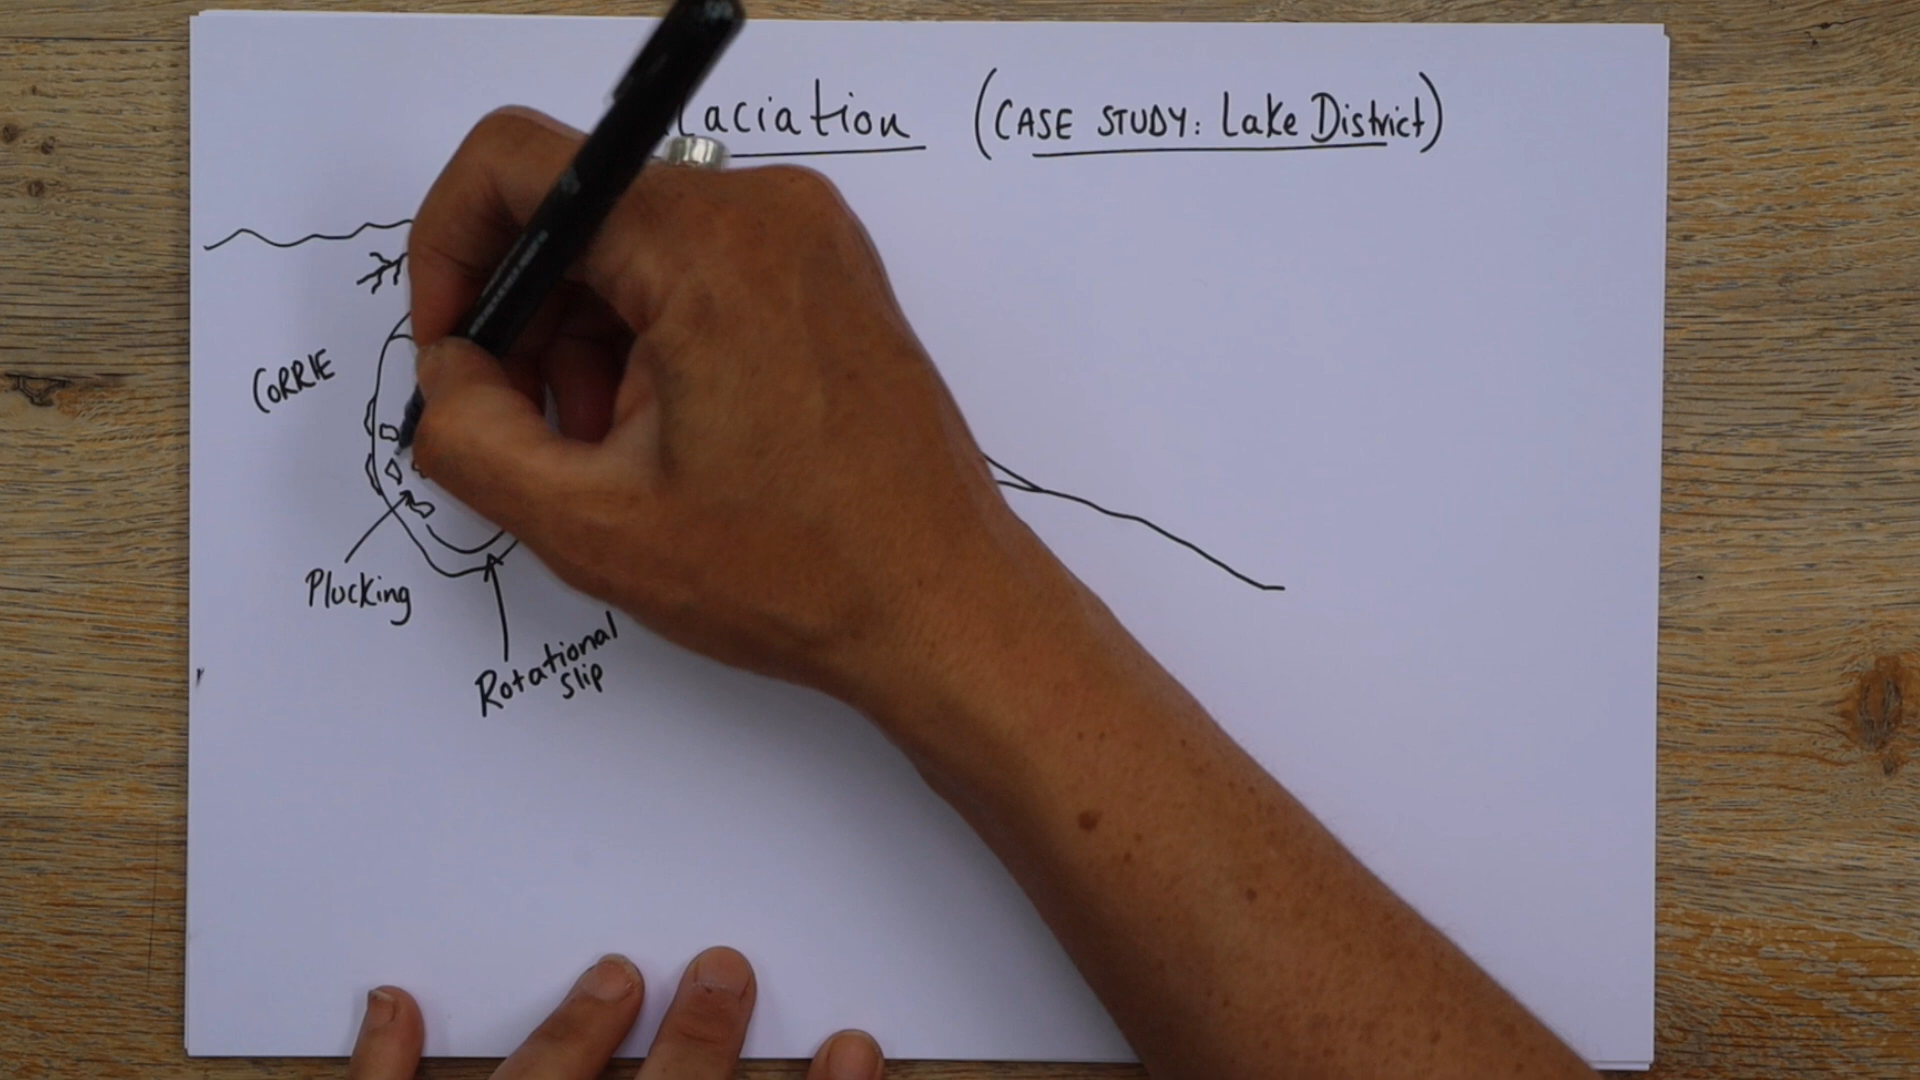 laciation (CASE STUDY: Lake District)
CORRIE
Plucking
Rotational
slip